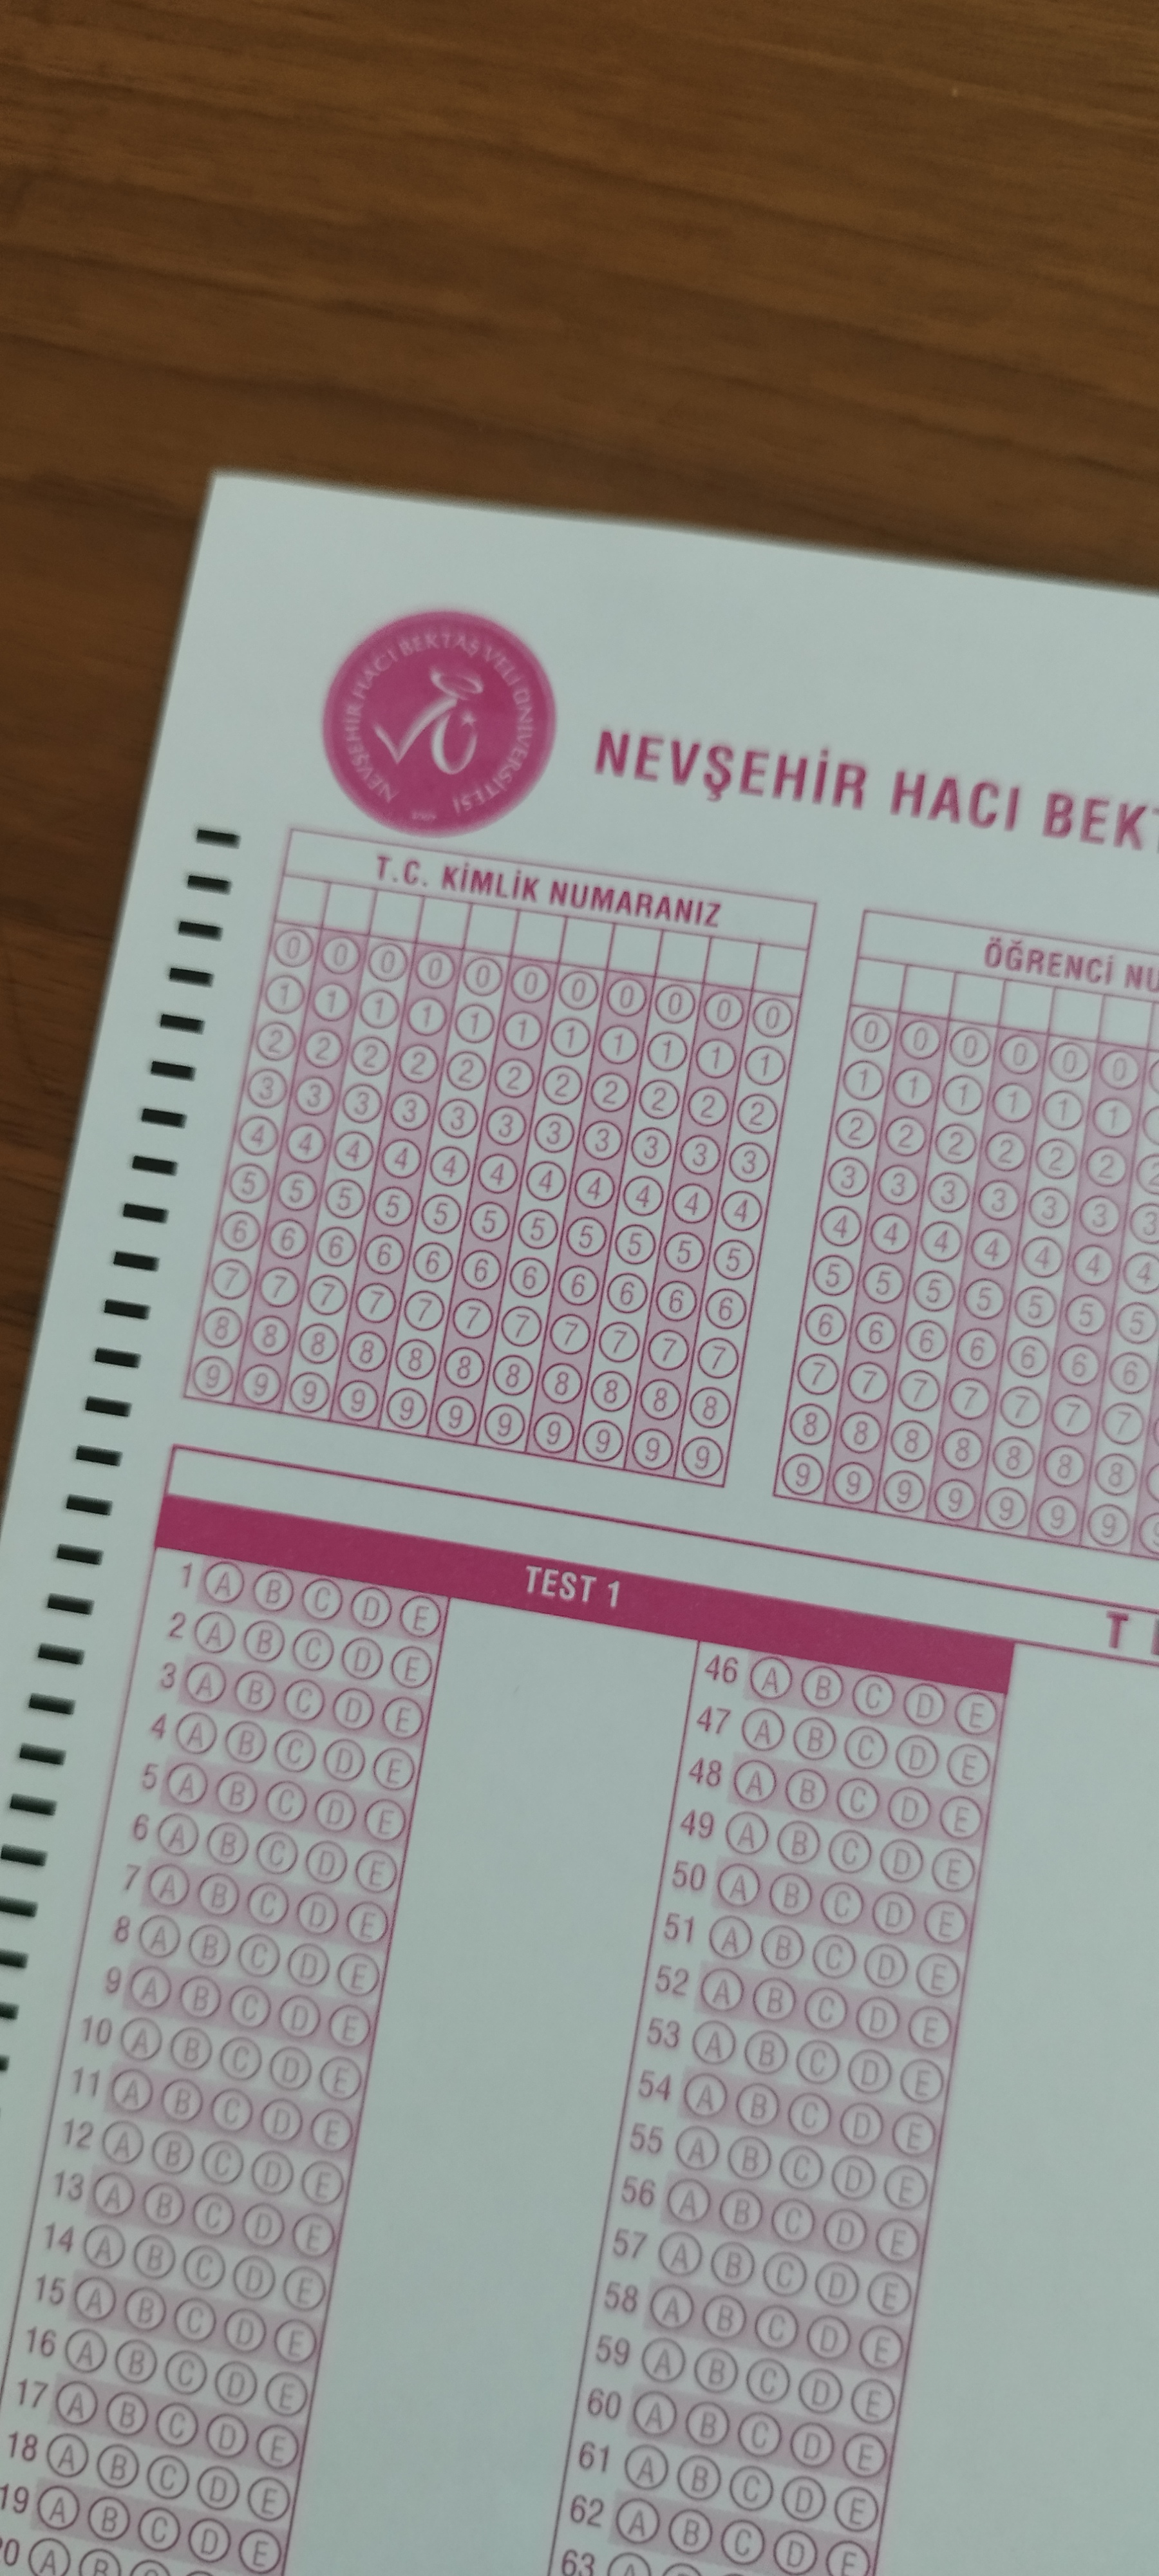 NEVŞEHİR HACI BEKTAŞ VELİ ÜNİVERSİTESİ
NEVŞEHİR HACI BEKT
T.C. KİMLİK NUMARANIZ
0 0 0 0 0 0 0 0 0 0 0
1 1 1 1 1 1 1 1 1 1 1
2 2 2 2 2 2 2 2 2 2 2
3 3 3 3 3 3 3 3 3 3 3
4 4 4 4 4 4 4 4 4 4 4
5 5 5 5 5 5 5 5 5 5 5
6 6 6 6 6 6 6 6 6 6 6
7 7 7 7 7 7 7 7 7 7 7
8 8 8 8 8 8 8 8 8 8 8
9 9 9 9 9 9 9 9 9 9 9
ÖĞRENCİ NU
0 0 0 0 0 0
1 1 1 1 1 1
2 2 2 2 2 2 2
3 3 3 3 3 3 3
4 4 4 4 4 4 4
5 5 5 5 5 5 5
6 6 6 6 6 6 6
7 7 7 7 7 7 7
8 8 8 8 8 8 8
9 9 9 9 9 9 9 9
T
TEST 1
1 A B C D E
2 A B C D E
3 A B C D E
4 A B C D E
5 A B C D E
6 A B C D E
7 A B C D E
8 A B C D E
9 A B C D E
10 A B C D E
11 A B C D E
12 A B C D E
13 A B C D E
14 A B C D E
15 A B C D E
16 A B C D E
17 A B C D E
18 A B C D E
19 A B C D E
0 A B
46 A B C D E
47 A B C D E
48 A B C D E
49 A B C D E
50 A B C D E
51 A B C D E
52 A B C D E
53 A B C D E
54 A B C D E
55 A B C D E
56 A B C D E
57 A B C D E
58 A B C D E
59 A B C D E
60 A B C D E
61 A B C D E
62 A B C D E
63